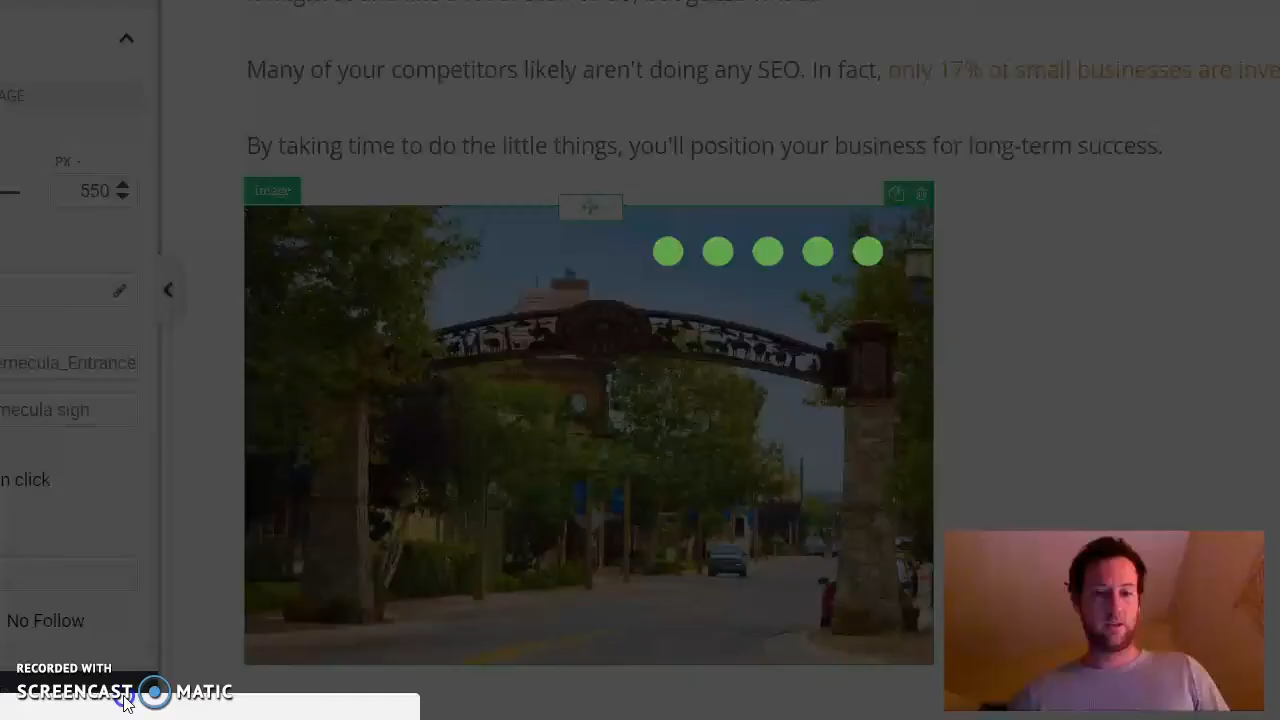 Many of your competitors likely aren't doing any SEO. In fact, only 17% of small businesses are inve
AGE
By taking time to do the little things, you'll position your business for long-term success.
PX
550
image
emecula_Entrance
mecula sign
n click
No Follow
RECORDED WITH
SCREENCAST MATIC